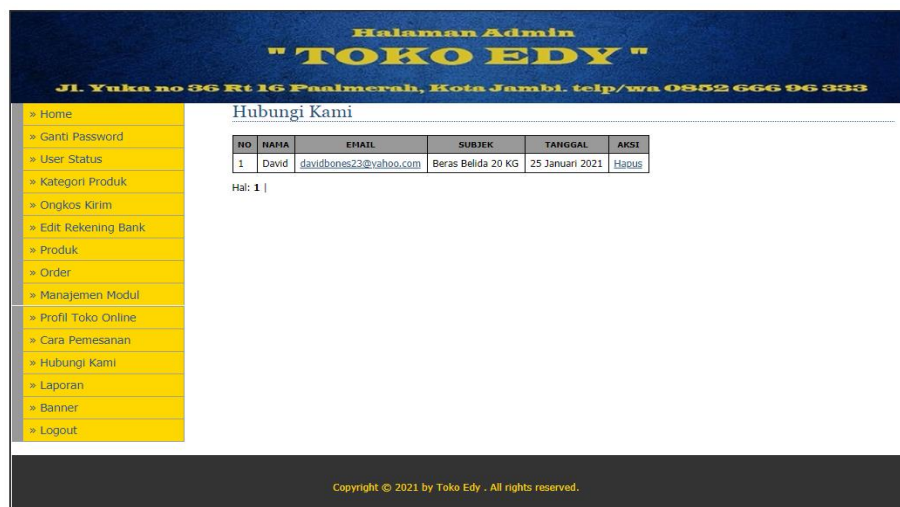 Halaman Admin
"TOKO EDY"
Jl. Yuka no 36 Rt 16 Paalmerah, Kota Jambi. telp/wa 0852 666 96 333
» Home
» Ganti Password
» User Status
» Kategori Produk
» Ongkos Kirim
» Edit Rekening Bank
» Produk
» Order
» Manajemen Modul
» Profil Toko Online
» Cara Pemesanan
» Hubungi Kami
» Laporan
» Banner
» Logout
Hubungi Kami
NO NAMA EMAIL SUBJEK TANGGAL AKSI
1 David davidbones23@yahoo.com Beras Belida 20 KG 25 Januari 2021 Hapus
Hal: 1 |
Copyright © 2021 by Toko Edy . All rights reserved.